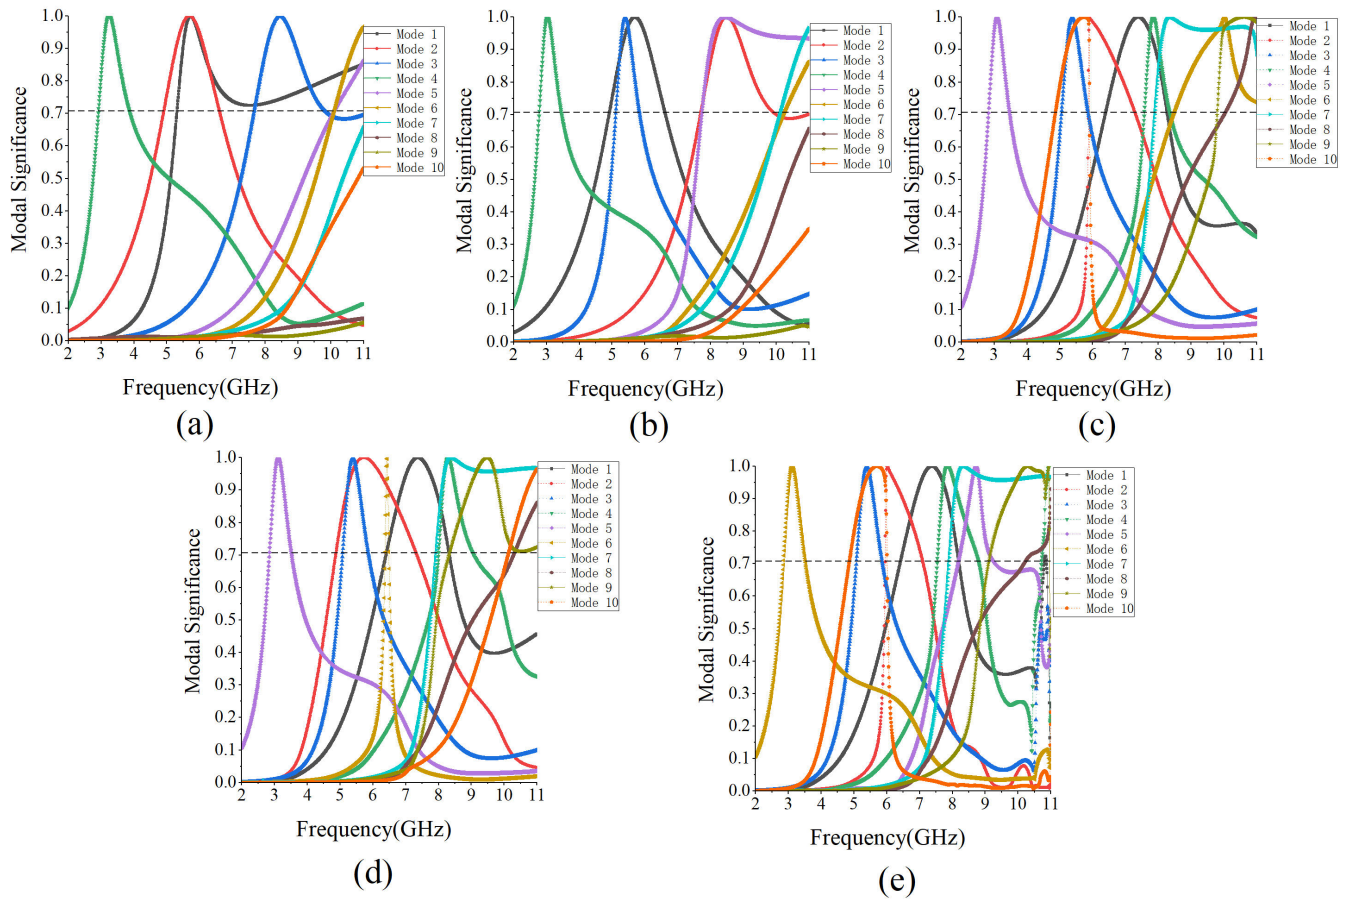 1.0
0.9
0.8
0.7
0.6
0.5
0.4
0.3
0.2
0.1
0.0
Modal Significance
2 3 4 5 6 7 8 9 10 11
Frequency(GHz)
Mode 1
Mode 2
Mode 3
Mode 4
Mode 5
Mode 6
Mode 7
Mode 8
Mode 9
Mode 10
(a)
1.0
0.9
0.8
0.7
0.6
0.5
0.4
0.3
0.2
0.1
0.0
Modal Significance
2 3 4 5 6 7 8 9 10 11
Frequency(GHz)
Mode 1
Mode 2
Mode 3
Mode 4
Mode 5
Mode 6
Mode 7
Mode 8
Mode 9
Mode 10
(b)
1.0
0.9
0.8
0.7
0.6
0.5
0.4
0.3
0.2
0.1
0.0
Modal Significance
2 3 4 5 6 7 8 9 10 11
Frequency(GHz)
Mode 1
Mode 2
Mode 3
Mode 4
Mode 5
Mode 6
Mode 7
Mode 8
Mode 9
Mode 10
(c)
1.0
0.9
0.8
0.7
0.6
0.5
0.4
0.3
0.2
0.1
0.0
Modal Significance
2 3 4 5 6 7 8 9 10 11
Frequency(GHz)
Mode 1
Mode 2
Mode 3
Mode 4
Mode 5
Mode 6
Mode 7
Mode 8
Mode 9
Mode 10
(d)
1.0
0.9
0.8
0.7
0.6
0.5
0.4
0.3
0.2
0.1
0.0
Modal Significance
2 3 4 5 6 7 8 9 10 11
Frequency(GHz)
Mode 1
Mode 2
Mode 3
Mode 4
Mode 5
Mode 6
Mode 7
Mode 8
Mode 9
Mode 10
(e)